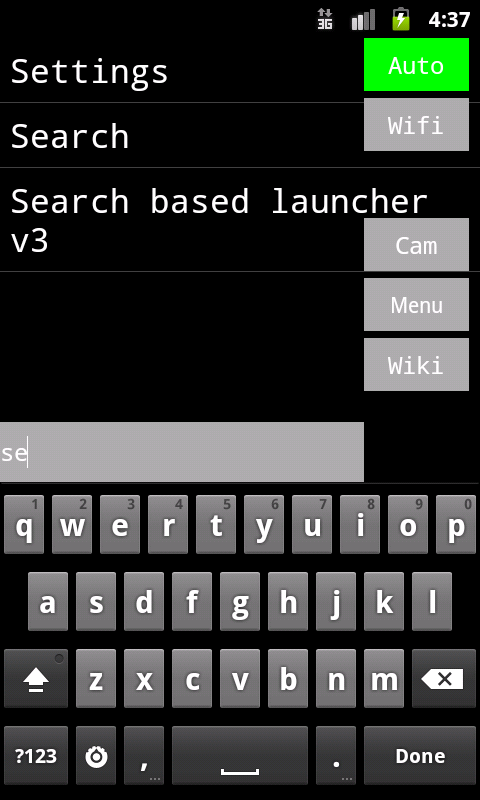 3G 4:37
Settings
Auto
Search
Wifi
Search based launcher
v3
Cam
Menu
Wiki
se
1 2 3 4 5 6 7 8 9 0
q w e r t y u i o p
a s d f g h j k l
z x c v b n m
?123 , . Done